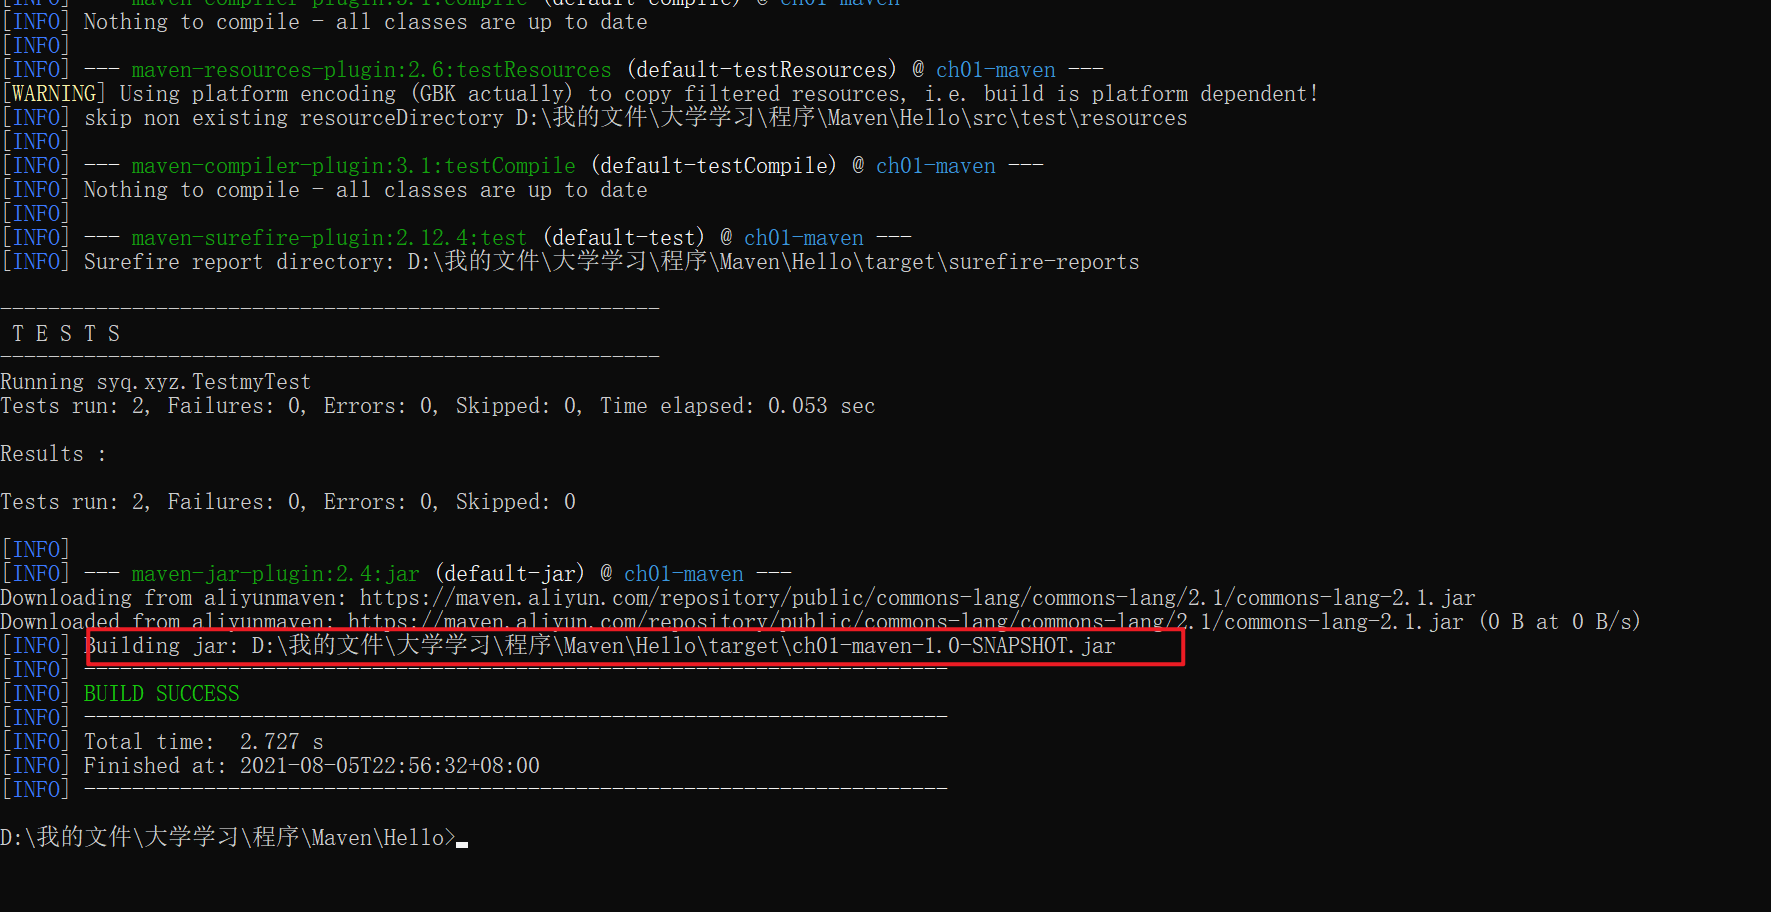 [INFO] --- maven-compiler-plugin:3.1:compile (default-compile) @ ch01-maven
[INFO] Nothing to compile - all classes are up to date
[INFO]
[INFO] --- maven-resources-plugin:2.6:testResources (default-testResources) @ ch01-maven ---
[WARNING] Using platform encoding (GBK actually) to copy filtered resources, i.e. build is platform dependent!
[INFO] skip non existing resourceDirectory D:\我的文件\大学学习\程序\Maven\Hello\src\test\resources
[INFO]
[INFO] --- maven-compiler-plugin:3.1:testCompile (default-testCompile) @ ch01-maven ---
[INFO] Nothing to compile - all classes are up to date
[INFO]
[INFO] --- maven-surefire-plugin:2.12.4:test (default-test) @ ch01-maven ---
[INFO] Surefire report directory: D:\我的文件\大学学习\程序\Maven\Hello\target\surefire-reports
-------------------------------------------------------
T E S T S
-------------------------------------------------------
Running syq.xyz.TestmyTest
Tests run: 2, Failures: 0, Errors: 0, Skipped: 0, Time elapsed: 0.053 sec
Results :
Tests run: 2, Failures: 0, Errors: 0, Skipped: 0
[INFO]
[INFO] --- maven-jar-plugin:2.4:jar (default-jar) @ ch01-maven ---
Downloading from aliyunmaven: https://maven.aliyun.com/repository/public/commons-lang/commons-lang/2.1/commons-lang-2.1.jar
Downloaded from aliyunmaven: https://maven.aliyun.com/repository/public/commons-lang/commons-lang/2.1/commons-lang-2.1.jar (0 B at 0 B/s)
[INFO] Building jar: D:\我的文件\大学学习\程序\Maven\Hello\target\ch01-maven-1.0-SNAPSHOT.jar
[INFO] ------------------------------------------------------------------------
[INFO] BUILD SUCCESS
[INFO] ------------------------------------------------------------------------
[INFO] Total time:  2.727 s
[INFO] Finished at: 2021-08-05T22:56:32+08:00
[INFO] ------------------------------------------------------------------------
D:\我的文件\大学学习\程序\Maven\Hello>